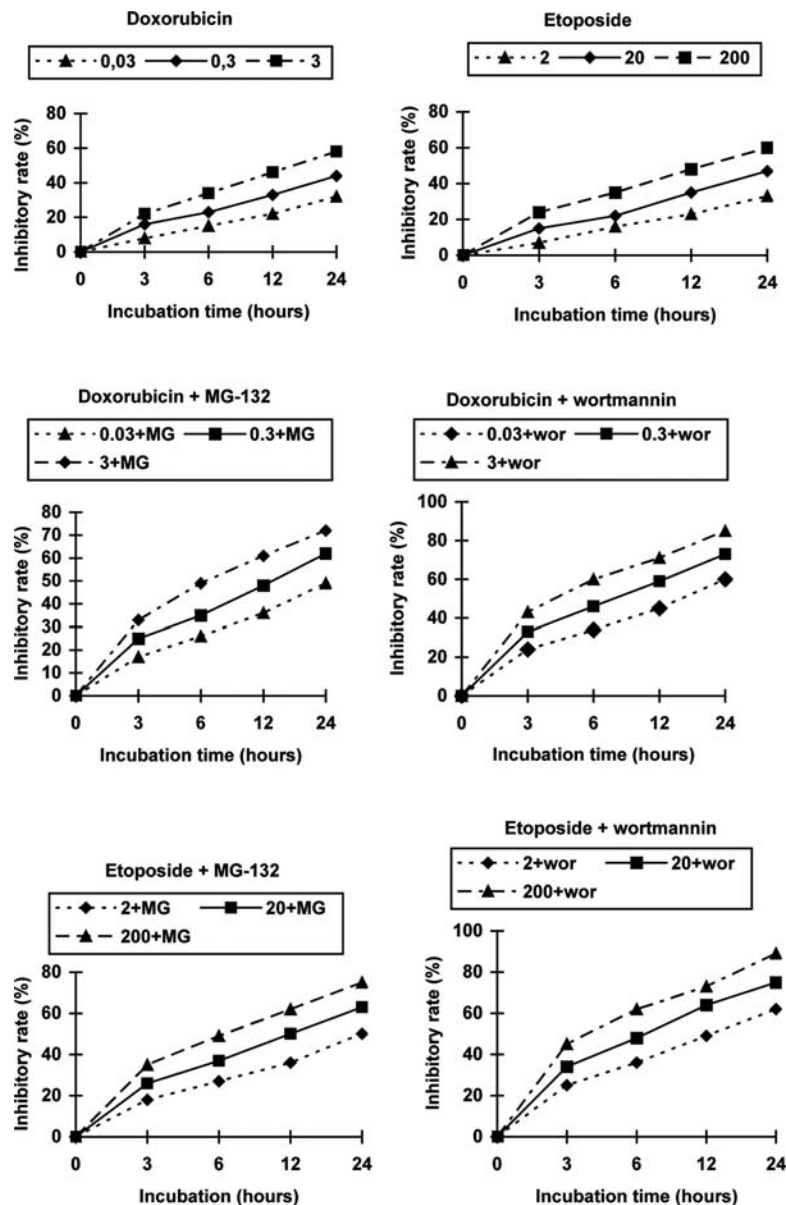 Doxorubicin
0,03 0,3 3
Inhibitory rate (%)
80
60
40
20
0
0 3 6 12 24
Incubation time (hours)
Etoposide
2 20 200
Inhibitory rate (%)
80
60
40
20
0
0 3 6 12 24
Incubation time (hours)
Doxorubicin + MG-132
0.03+MG 0.3+MG
3+MG
Inhibitory rate (%)
80
70
60
50
40
30
20
10
0
0 3 6 12 24
Incubation time (hours)
Doxorubicin + wortmannin
0.03+wor 0.3+wor
3+wor
Inhibitory rate (%)
100
80
60
40
20
0
0 3 6 12 24
Incubation time (hours)
Etoposide + MG-132
2+MG 20+MG
200+MG
Inhibitory rate (%)
80
60
40
20
0
0 3 6 12 24
Incubation (hours)
Etoposide + wortmannin
2+wor 20+wor
200+wor
Inhibitory rate (%)
100
80
60
40
20
0
0 3 6 12 24
Incubation time (hours)